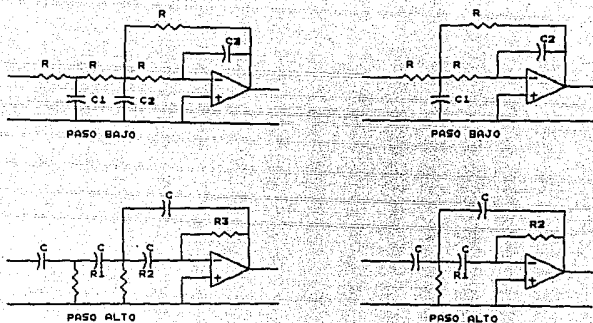 R
R
C3
C2
R R R
R R
C1 C2
C1
PASO BAJO
PASO BAJO
C
C
R3
R2
C C C
C C
R1 R2
R1
PASO ALTO
PASO ALTO